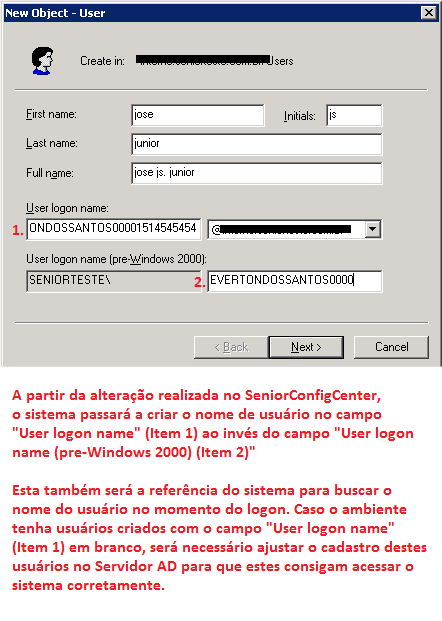 New Object - User
Create in: Users
First name: jose Initials: js
Last name: junior
Full name: jose js. junior
User logon name:
1. ONDOSSANTOS00001514545454 @
User logon name (pre-Windows 2000):
SENIORTESTE\ 2. EVERTONDOSSANTOS0000
< Back Next > Cancel
A partir da alteração realizada no SeniorConfigCenter,
o sistema passará a criar o nome de usuário no campo
"User logon name" (Item 1) ao invés do campo "User logon
name (pre-Windows 2000) (Item 2)"
Esta também será a referência do sistema para buscar o
nome do usuário no momento do logon. Caso o ambiente
tenha usuários criados com o campo "User logon name"
(Item 1) em branco, será necessário ajustar o cadastro destes
usuários no Servidor AD para que estes consigam acessar o
sistema corretamente.